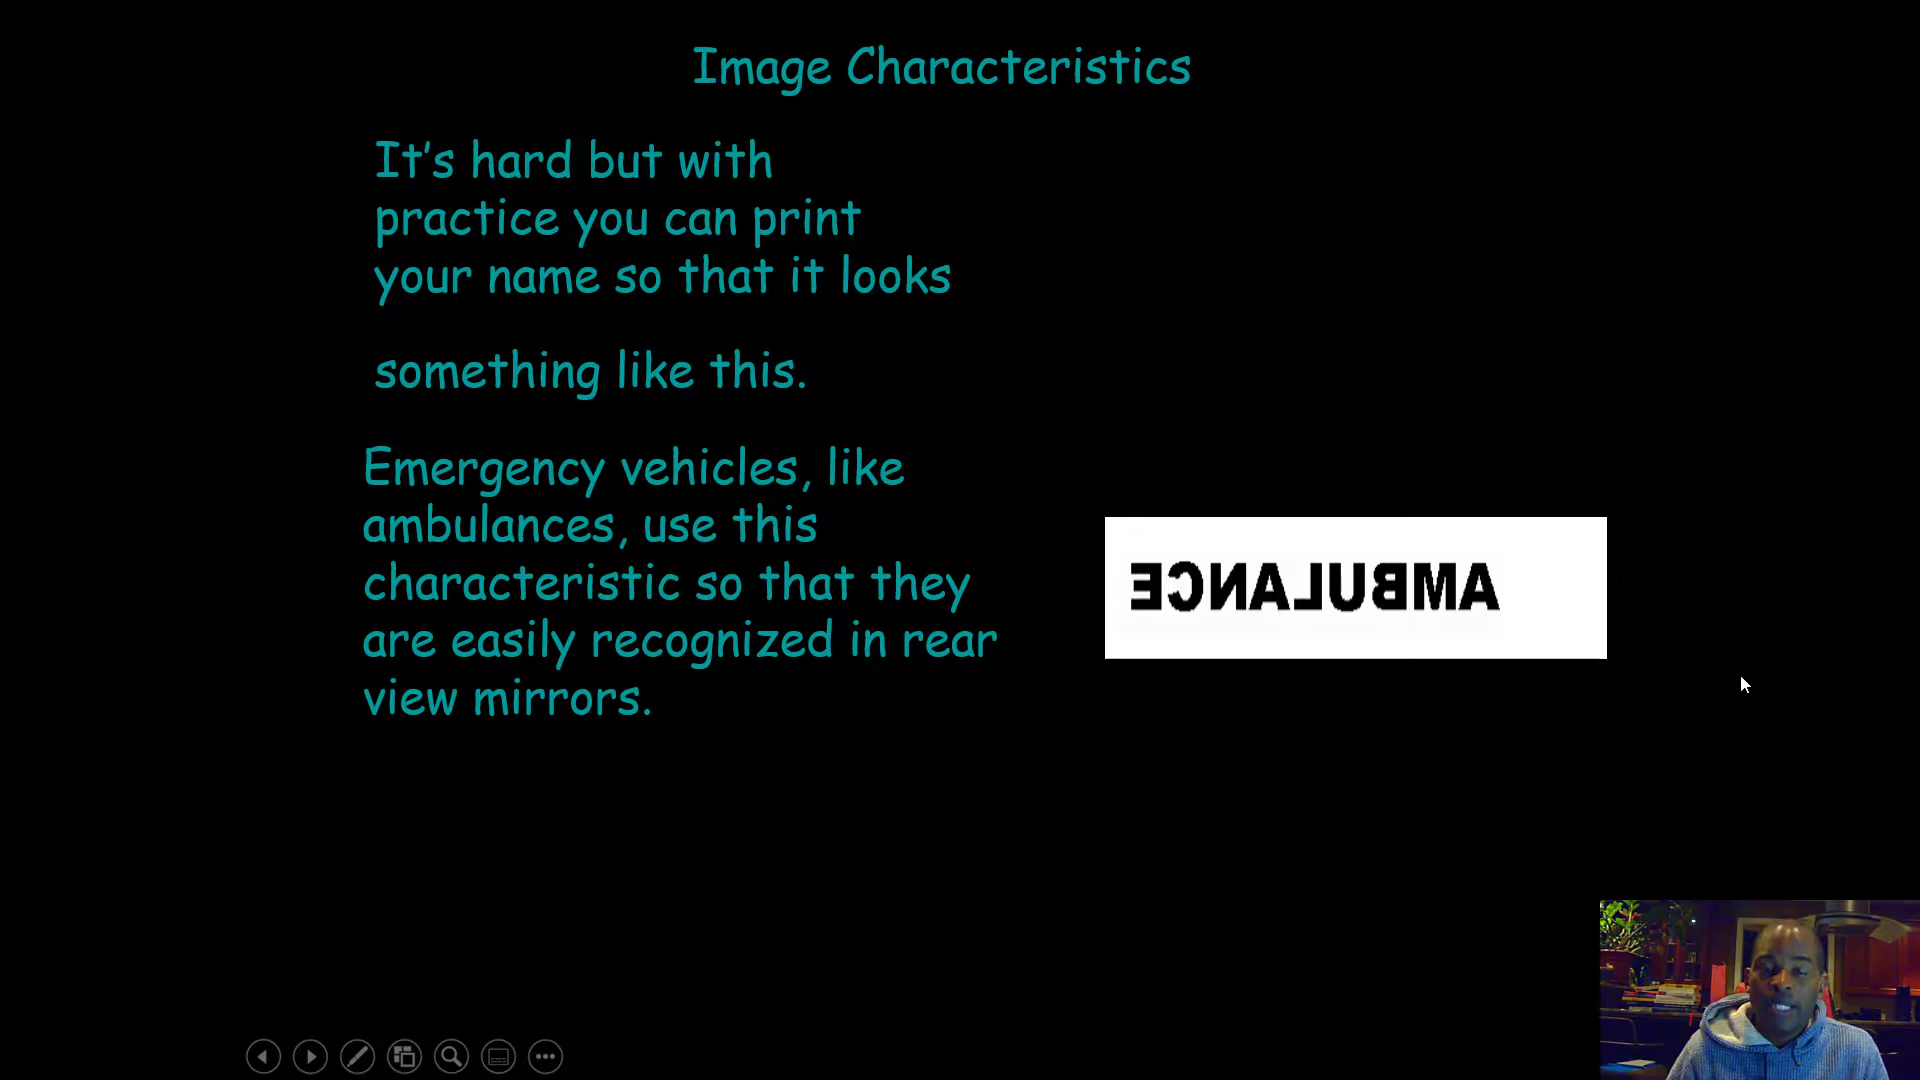 Image Characteristics
It's hard but with
practice you can print
your name so that it looks
something like this.
Emergency vehicles, like
ambulances, use this
characteristic so that they
are easily recognized in rear
view mirrors.
AMBULANCE